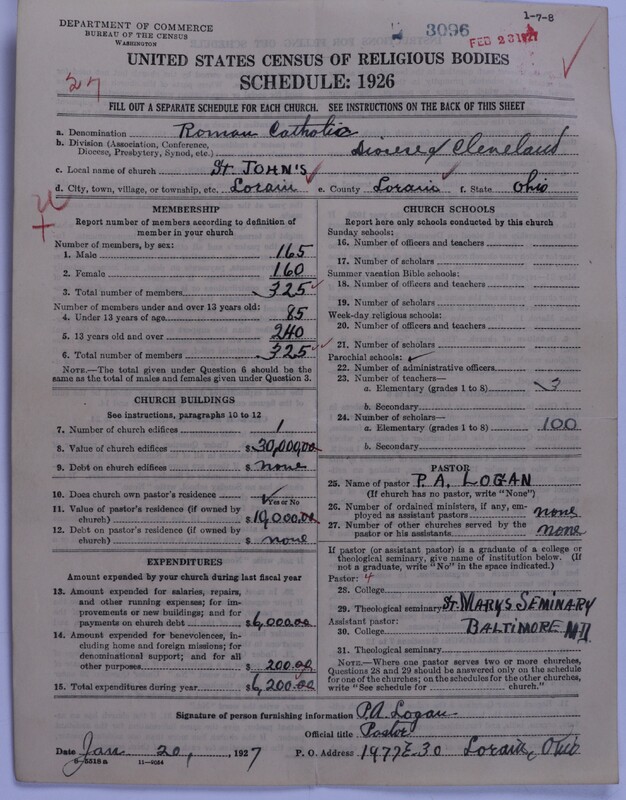 1-7-8
DEPARTMENT OF COMMERCE
BUREAU OF THE CENSUS
WASHINGTON
3096
FEB 23 1927
27
UNITED STATES CENSUS OF RELIGIOUS BODIES
SCHEDULE: 1926
FILL OUT A SEPARATE SCHEDULE FOR EACH CHURCH. SEE INSTRUCTIONS ON THE BACK OF THIS SHEET
a. Denomination Roman Catholic
b. Division (Association, Conference, Diocese, Presbytery, Synod, etc.) Diocese of Cleveland
c. Local name of church St. JOHN'S
d. City, town, village, or township, etc. Lorain e. County Lorain f. State Ohio
MEMBERSHIP
Report number of members according to definition of
member in your church
Number of members, by sex:
1. Male 165
2. Female 160
3. Total number of members 325
Number of members under and over 13 years old:
4. Under 13 years of age 85
5. 13 years old and over 240
6. Total number of members 325
NOTE.—The total given under Question 6 should be
same as the total of males and females given under Question 3.
CHURCH BUILDINGS
See instructions, paragraphs 10 to 12
7. Number of church edifices 1
8. Value of church edifices $30,000,00
9. Debt on church edifices $ none
10. Does church own pastor's residence ✓
Yes or No
11. Value of pastor's residence (if owned by
church) $10,000.00
12. Debt on pastor's residence (if owned by
church) $ none
EXPENDITURES
Amount expended by your church during last fiscal year
13. Amount expended for salaries, repairs,
and other running expenses; for im-
provements or new buildings; and for
payments on church debt $6,000.00
14. Amount expended for benevolences, in-
cluding home and foreign missions; for
denominational support; and for all
other purposes $ 200.00
15. Total expenditures during year $6,200.00
CHURCH SCHOOLS
Report here only schools conducted by this church
Sunday schools:
16. Number of officers and teachers
17. Number of scholars
Summer vacation Bible schools:
18. Number of officers and teachers
19. Number of scholars
Week-day religious schools:
20. Number of officers and teachers
21. Number of scholars
Parochial schools: ✓
22. Number of administrative officers
23. Number of teachers—
a. Elementary (grades 1 to 8) 3
b. Secondary
24. Number of scholars—
a. Elementary (grades 1 to 8) 100
b. Secondary
PASTOR
25. Name of pastor P.A. LOGAN
(If church has no pastor, write "None")
26. Number of ordained ministers, if any, em-
ployed as assistant pastors none
27. Number of other churches served by the
pastor or his assistants none
If pastor (or assistant pastor) is a graduate of a college or
theological seminary, give name of institution below. (If
not a graduate, write "No" in the space indicated.)
Pastor: 4
28. College
29. Theological seminary St. MARYS SEMINARY
Assistant pastor:
30. College BALTIMORE MD
31. Theological seminary
NOTE.—Where one pastor serves two or more churches,
Questions 28 and 29 should be answered only on the schedule
for one of the churches; on the schedules for the other churches,
write "See schedule for church."
Signature of person furnishing information P.A. Logan
Official title Pastor
Date Jan 20, 1927 P. O. Address 1977 E-30 Lorain, Ohio
11-9024